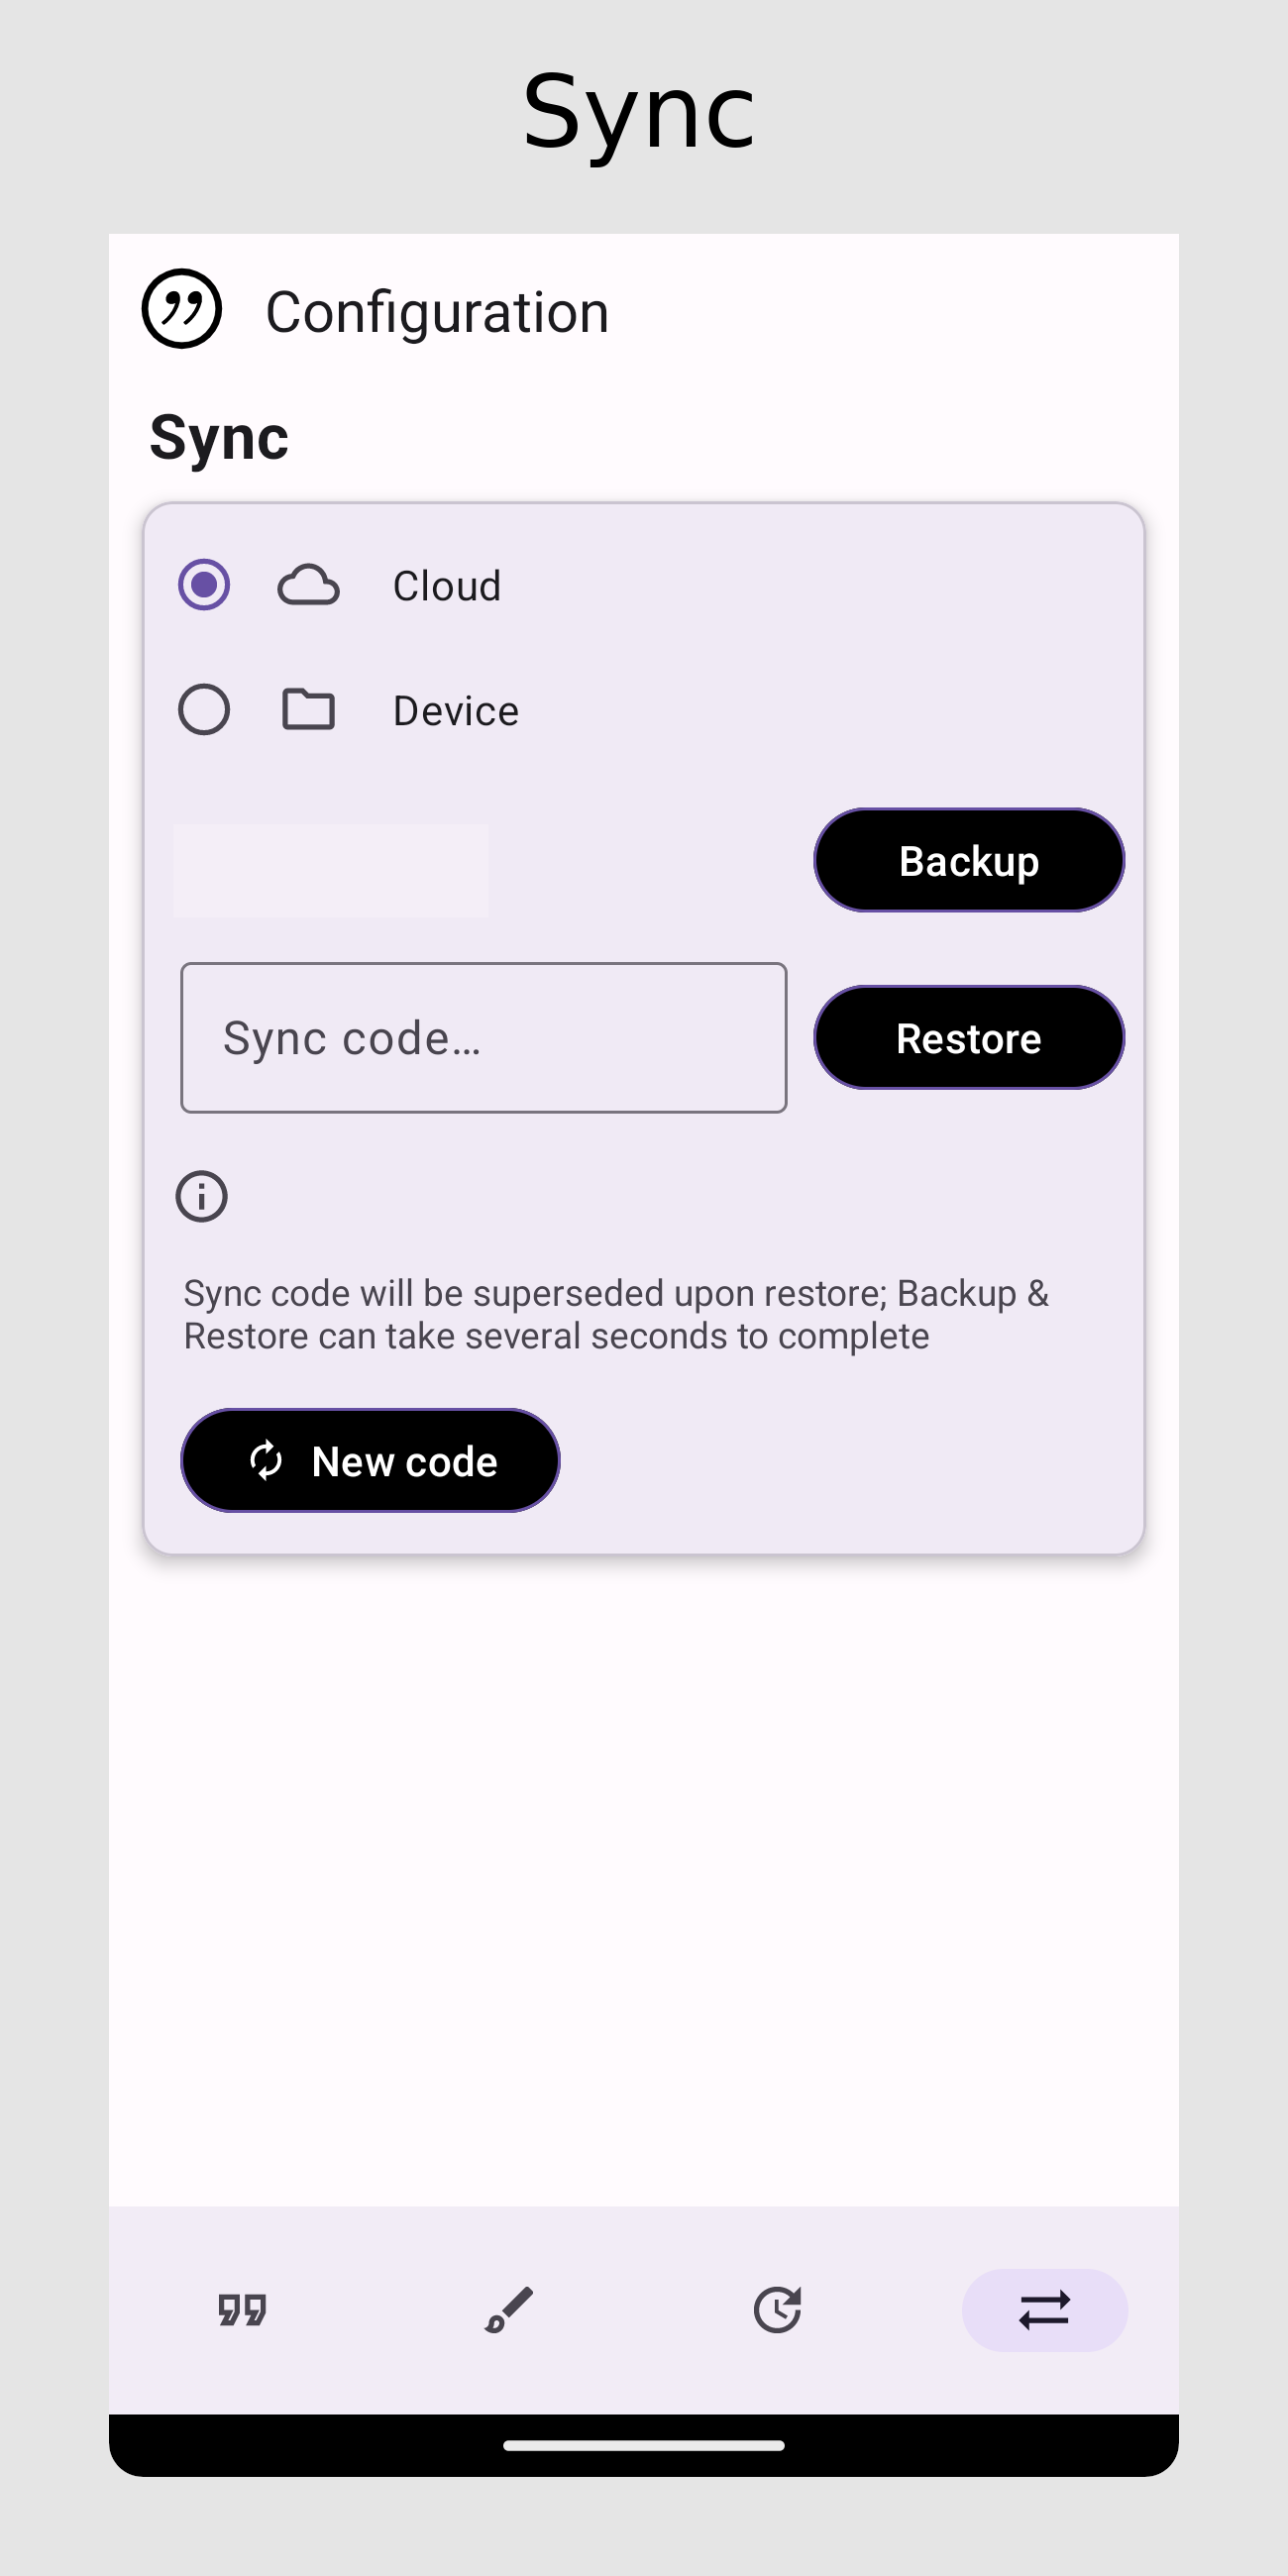 Sync
Configuration
Sync
Cloud
Device
Backup
Sync code…
Restore
Sync code will be superseded upon restore; Backup &
Restore can take several seconds to complete
New code